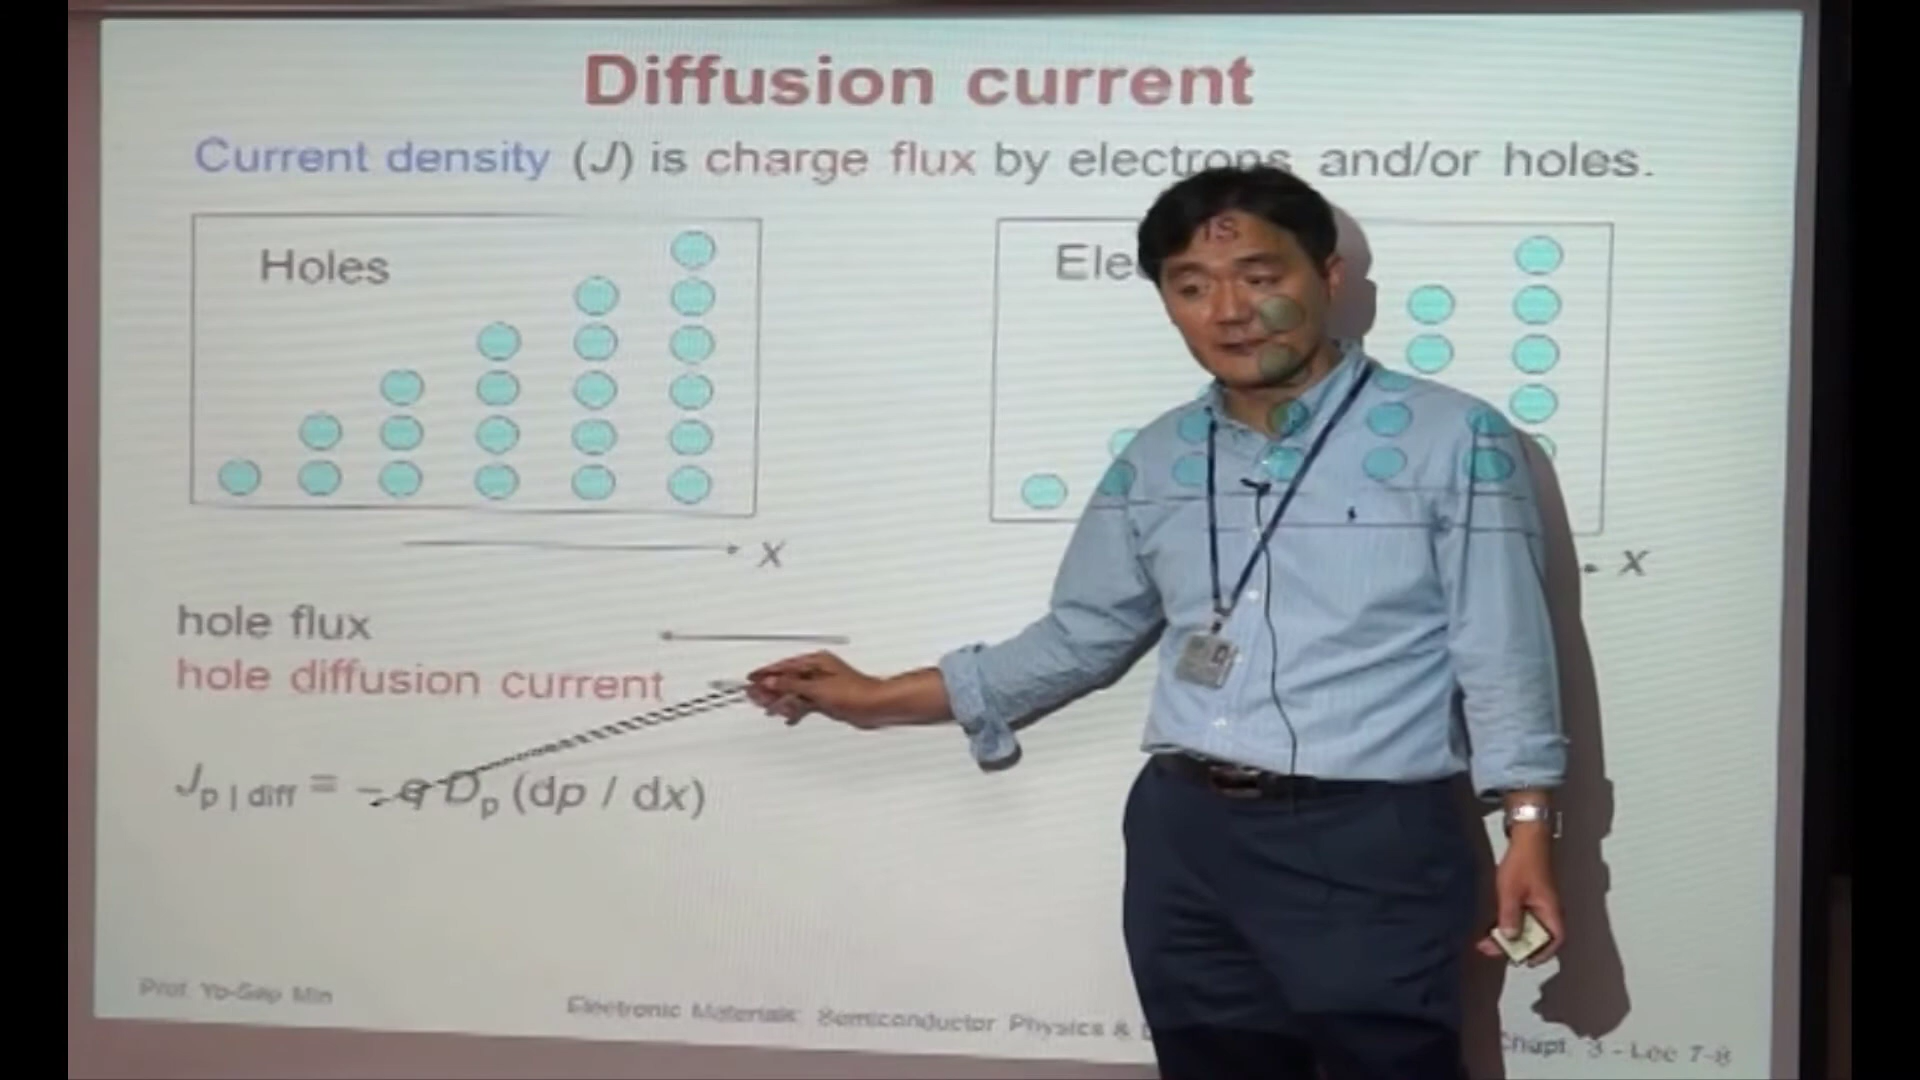 Diffusion current
Current density (J) is charge flux by electrons and/or holes.
Holes
Ele
x
x
hole flux
hole diffusion current
Jp | diff = - q Dp (dp / dx)
Prof. Yo-Sep Min
Electronic Materials: Semiconductor Physics &
Chapt. 3 - Lec 7-8